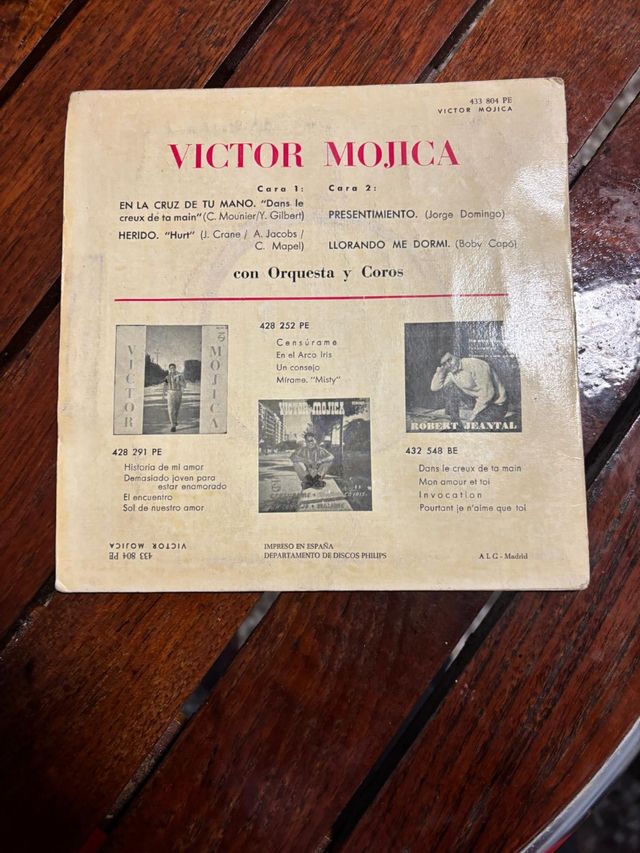 433 804 PE
VICTOR MOJICA
VICTOR MOJICA
Cara 1:
EN LA CRUZ DE TU MANO. "Dans le
creux de ta main" (C. Mounier/Y. Gilbert)
HERIDO. "Hurt" (J. Crane / A. Jacobs /
C. Mapel)
Cara 2:
PRESENTIMIENTO. (Jorge Domingo)
LLORANDO ME DORMI. (Boby Capó)
con Orquesta y Coros
VICTOR
MOJICA
428 291 PE
Historia de mi amor
Demasiado joven para
estar enamorado
El encuentro
Sol de nuestro amor
428 252 PE
Censúrame
En el Arco Iris
Un consejo
Mírame. "Misty"
VICTOR MOJICA
ROBERT JEANTAL
432 548 BE
Dans le creux de ta main
Mon amour et toi
Invocation
Pourtant je n'aime que toi
433 804 PE
VICTOR MOJICA
IMPRESO EN ESPAÑA
DEPARTAMENTO DE DISCOS PHILIPS
A L G - Madrid